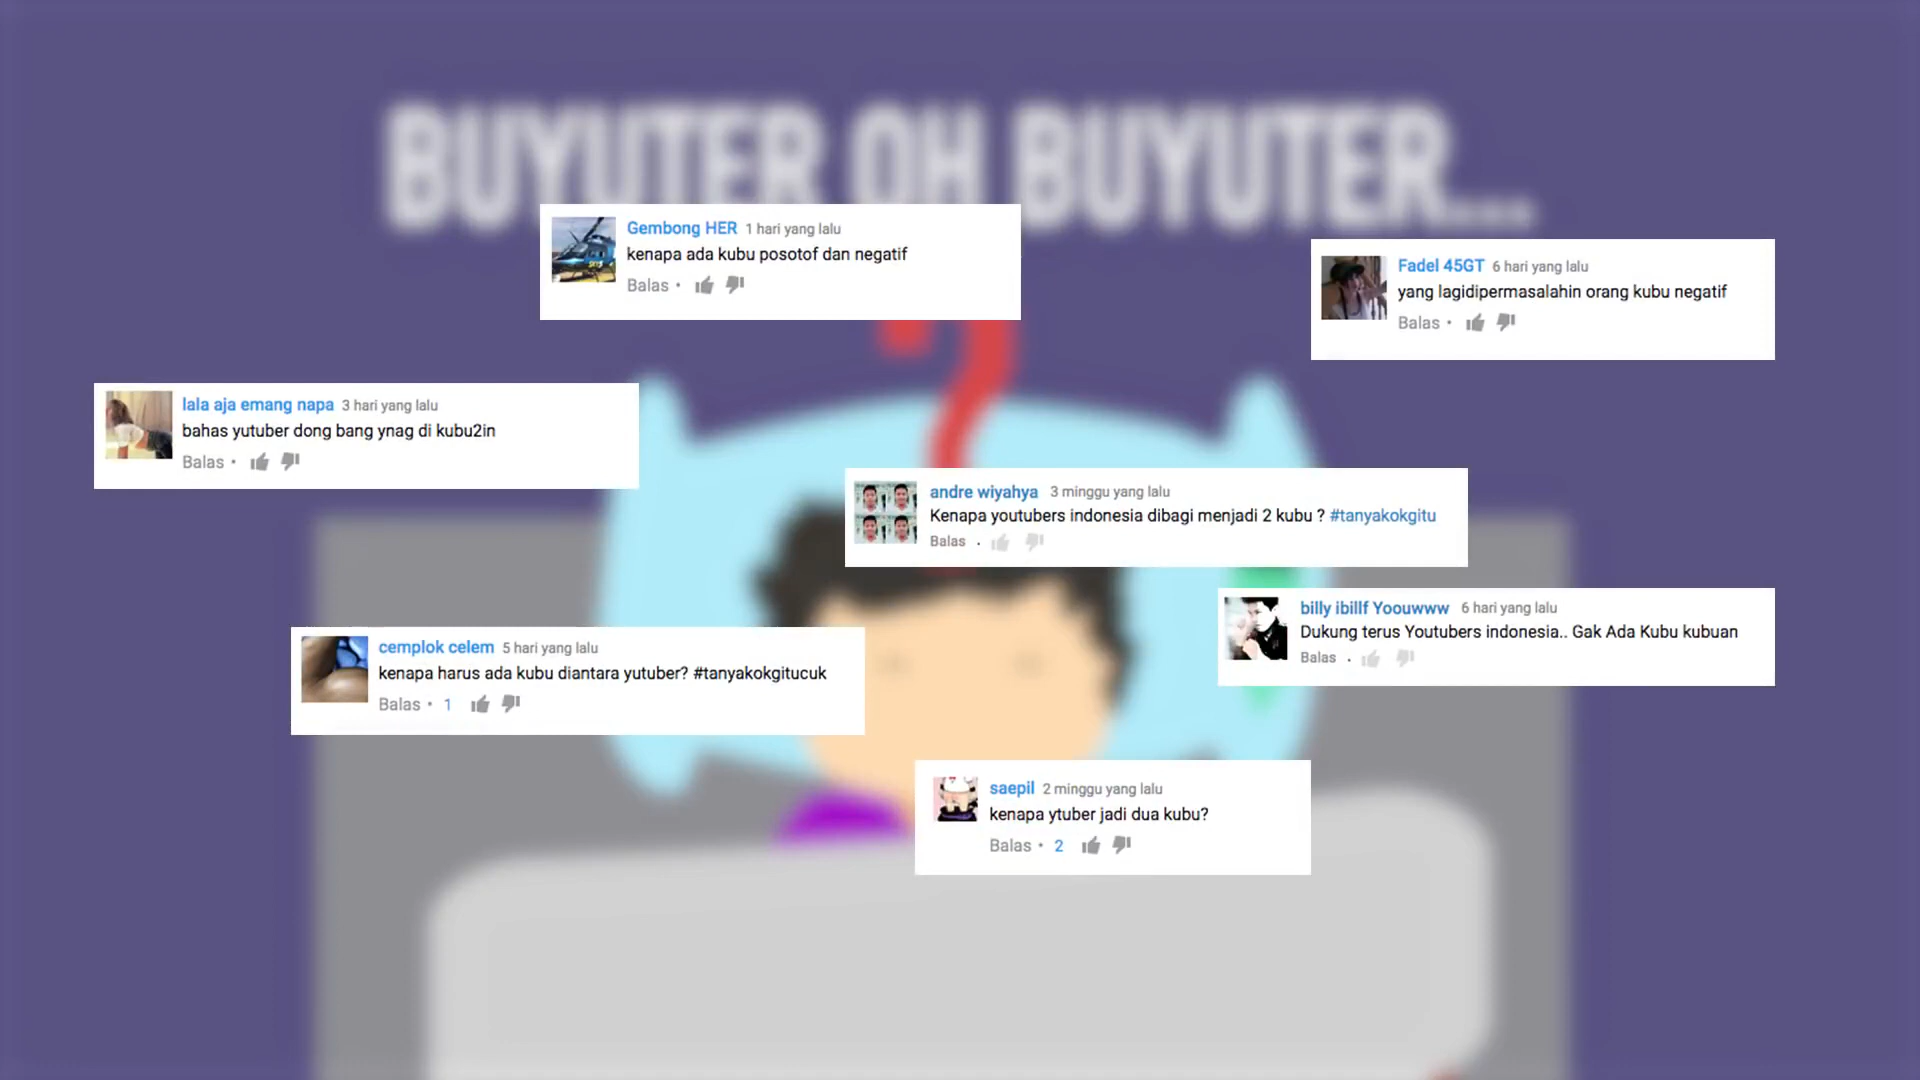 BUYUTER OH BUYUTER...
Gembong HER 1 hari yang lalu
kenapa ada kubu posotof dan negatif
Balas •
Fadel 45GT 6 hari yang lalu
yang lagidipermasalahin orang kubu negatif
Balas •
lala aja emang napa 3 hari yang lalu
bahas yutuber dong bang ynag di kubu2in
Balas •
andre wiyahya 3 minggu yang lalu
Kenapa youtubers indonesia dibagi menjadi 2 kubu ? #tanyakokgitu
Balas .
billy ibillf Yoouwww 6 hari yang lalu
Dukung terus Youtubers indonesia.. Gak Ada Kubu kubuan
Balas .
cemplok celem 5 hari yang lalu
kenapa harus ada kubu diantara yutuber? #tanyakokgitucuk
Balas • 1
saepil 2 minggu yang lalu
kenapa ytuber jadi dua kubu?
Balas • 2